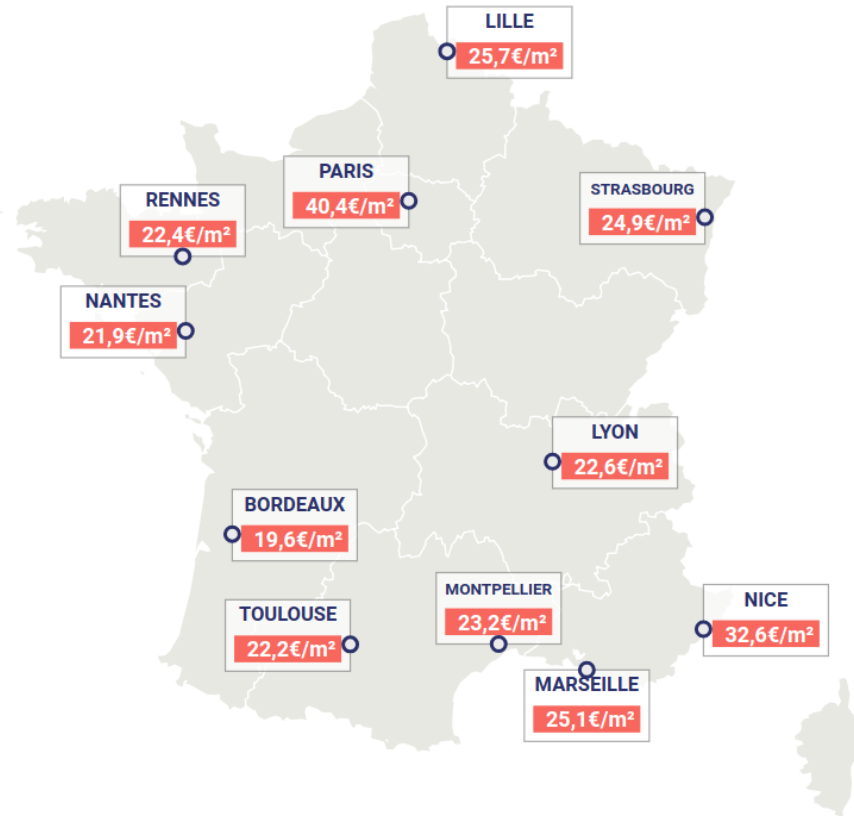 LILLE
25,7€/m²
PARIS
40,4€/m²
STRASBOURG
24,9€/m²
RENNES
22,4€/m²
NANTES
21,9€/m²
LYON
22,6€/m²
BORDEAUX
19,6€/m²
MONTPELLIER
23,2€/m²
NICE
32,6€/m²
TOULOUSE
22,2€/m²
MARSEILLE
25,1€/m²